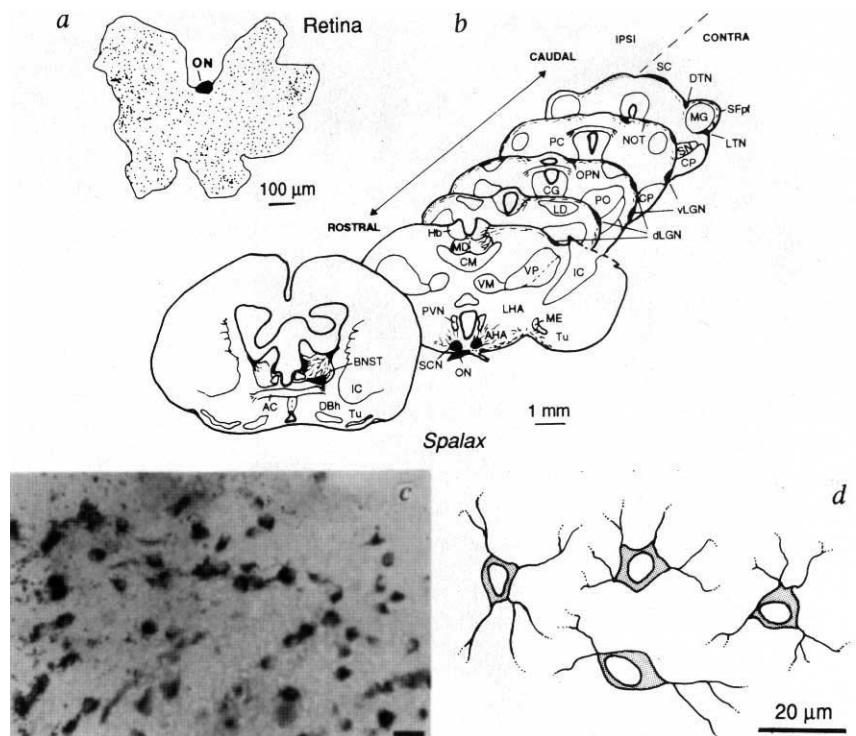 a
Retina
ON
100 µm
b
IPSI
CONTRA
CAUDAL
SC
DTN
SFpl
MG
NOT
LTN
PC
SN
CP
OPN
CG
PO
CP
vLGN
LD
dLGN
ROSTRAL
Hb
MD
CM
IC
VP
VM
PVN
LHA
ME
AHA
Tu
SCN
ON
BNST
IC
AC
DBh
Tu
1 mm
Spalax
c
d
20 µm